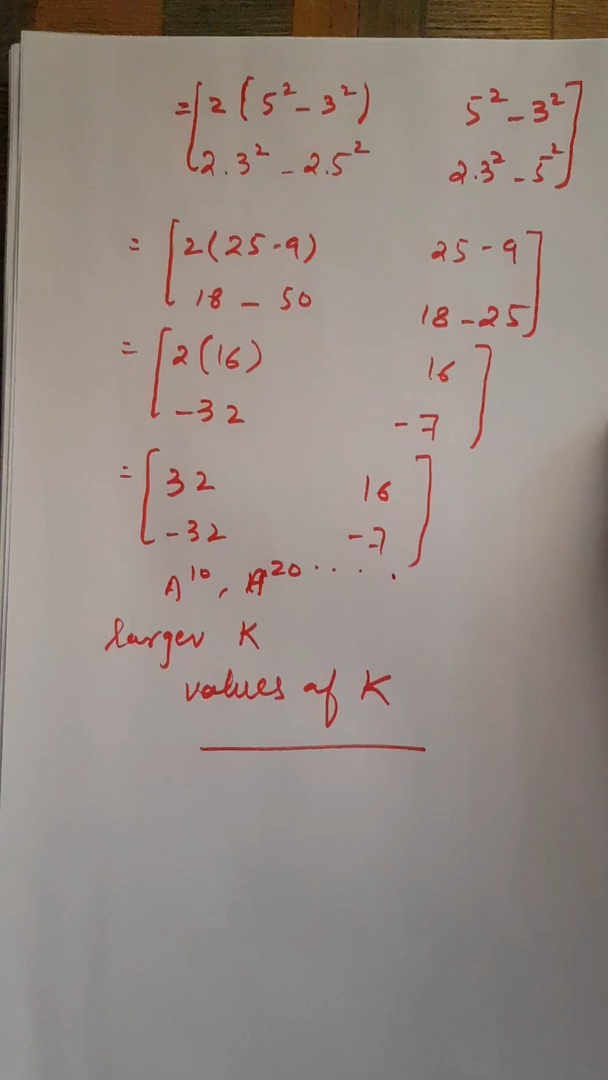 = [ 2 ( 5² - 3² )    5² - 3²
2.3² - 2.5²    2.3² - 5² ]
= [ 2(25-9)    25 - 9
18 - 50    18 - 25 ]
= [ 2(16)    16
-32    -7 ]
= [ 32    16
-32    -7 ]
A¹⁰, A²⁰ .....
larger K
values of K